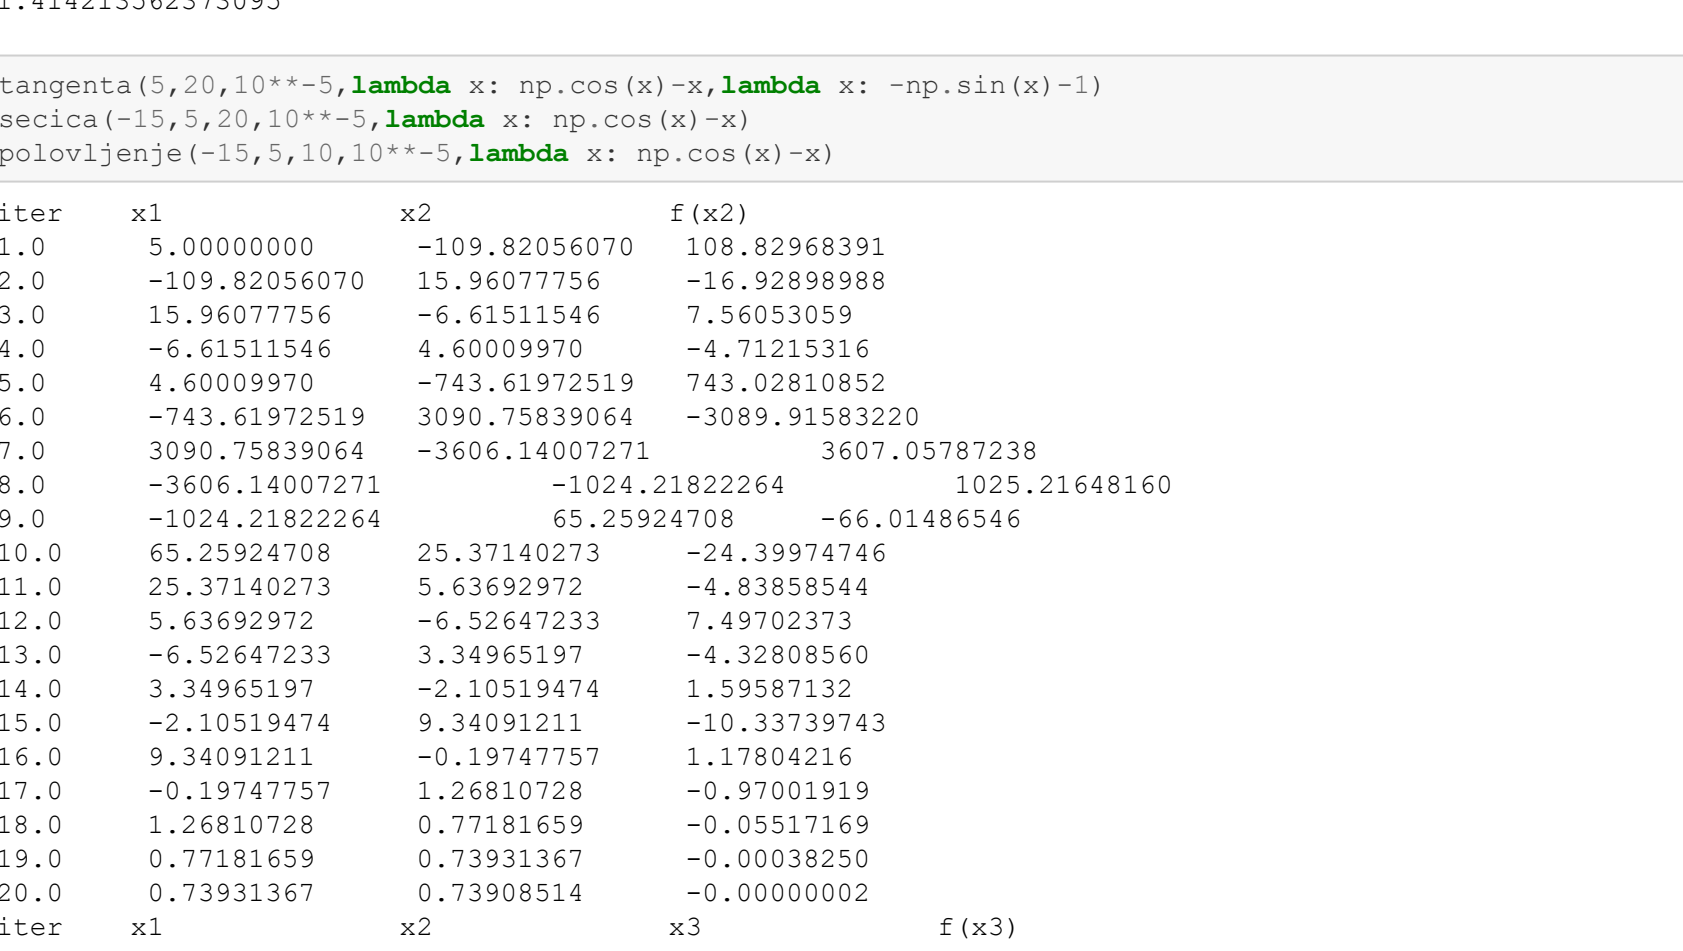 1.414213562373095
tangenta(5,20,10**-5,lambda x: np.cos(x)-x,lambda x: -np.sin(x)-1)
secica(-15,5,20,10**-5,lambda x: np.cos(x)-x)
polovljenje(-15,5,10,10**-5,lambda x: np.cos(x)-x)
iter x1 x2 f(x2)
1.0 5.00000000 -109.82056070 108.82968391
2.0 -109.82056070 15.96077756 -16.92898988
3.0 15.96077756 -6.61511546 7.56053059
4.0 -6.61511546 4.60009970 -4.71215316
5.0 4.60009970 -743.61972519 743.02810852
6.0 -743.61972519 3090.75839064 -3089.91583220
7.0 3090.75839064 -3606.14007271 3607.05787238
8.0 -3606.14007271 -1024.21822264 1025.21648160
9.0 -1024.21822264 65.25924708 -66.01486546
10.0 65.25924708 25.37140273 -24.39974746
11.0 25.37140273 5.63692972 -4.83858544
12.0 5.63692972 -6.52647233 7.49702373
13.0 -6.52647233 3.34965197 -4.32808560
14.0 3.34965197 -2.10519474 1.59587132
15.0 -2.10519474 9.34091211 -10.33739743
16.0 9.34091211 -0.19747757 1.17804216
17.0 -0.19747757 1.26810728 -0.97001919
18.0 1.26810728 0.77181659 -0.05517169
19.0 0.77181659 0.73931367 -0.00038250
20.0 0.73931367 0.73908514 -0.00000002
iter x1 x2 x3 f(x3)